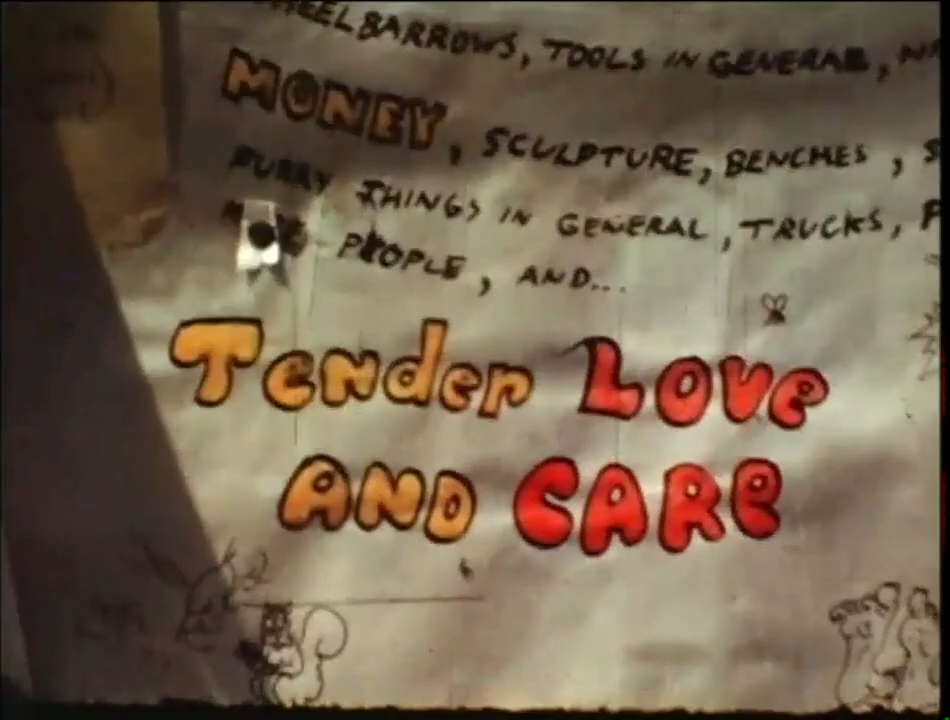 WHEELBARROWS, TOOLS IN GENERAL,
MONEY, SCULPTURE, BENCHES,
FURRY THINGS IN GENERAL, TRUCKS,
PEOPLE, AND...
Tender Love
AND CARe